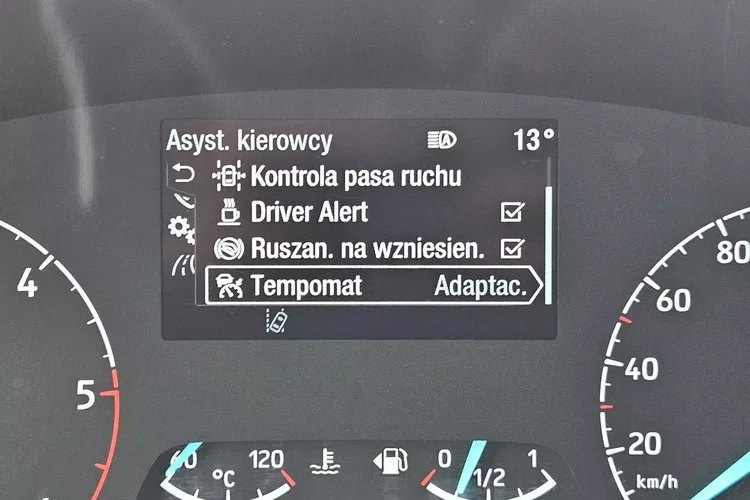 Asyst. kierowcy 13°
Kontrola pasa ruchu
Driver Alert
Ruszan. na wzniesien.
Tempomat Adaptac.
4
5
80
60
40
20
km/h
60 °C 120
0 1/2 1